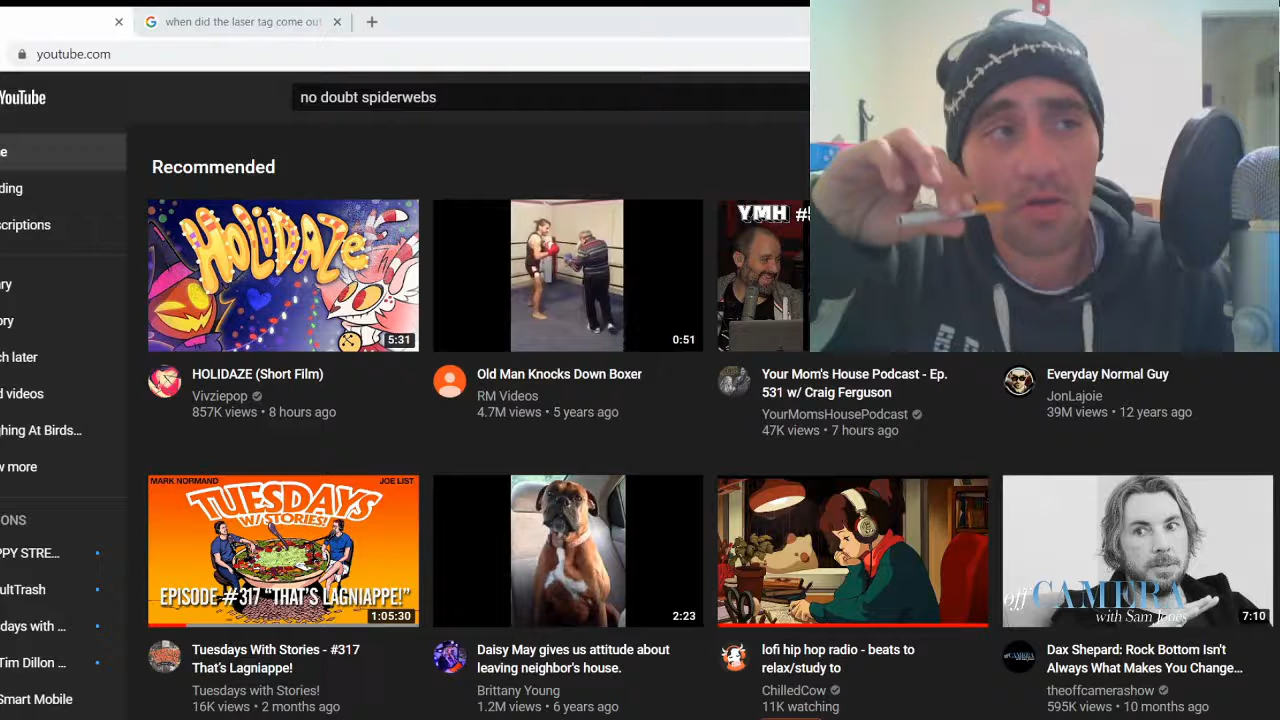 when did the laser tag come out
youtube.com
YouTube
no doubt spiderwebs
e
ding
scriptions
ry
ory
ch later
d videos
hing At Birds...
w more
ONS
PPY STRE...
ultTrash
days with ...
Tim Dillon ...
Smart Mobile
Recommended
HOLIDAZe
5:31
HOLIDAZE (Short Film)
Vivziepop
857K views • 8 hours ago
0:51
Old Man Knocks Down Boxer
RM Videos
4.7M views • 5 years ago
YMH #5
Your Mom's House Podcast - Ep.
531 w/ Craig Ferguson
YourMomsHousePodcast
47K views • 7 hours ago
Everyday Normal Guy
JonLajoie
39M views • 12 years ago
MARK NORMAND
JOE LIST
TUESDAYS
W/ STORIES!
EPISODE #317 "THAT'S LAGNIAPPE!"
1:05:30
Tuesdays With Stories - #317
That's Lagniappe!
Tuesdays with Stories!
16K views • 2 months ago
2:23
Daisy May gives us attitude about
leaving neighbor's house.
Brittany Young
1.2M views • 6 years ago
lofi hip hop radio - beats to
relax/study to
ChilledCow
11K watching
off CAMERA
with Sam Jones
7:10
Dax Shepard: Rock Bottom Isn't
Always What Makes You Change...
theoffcamerashow
595K views • 10 months ago